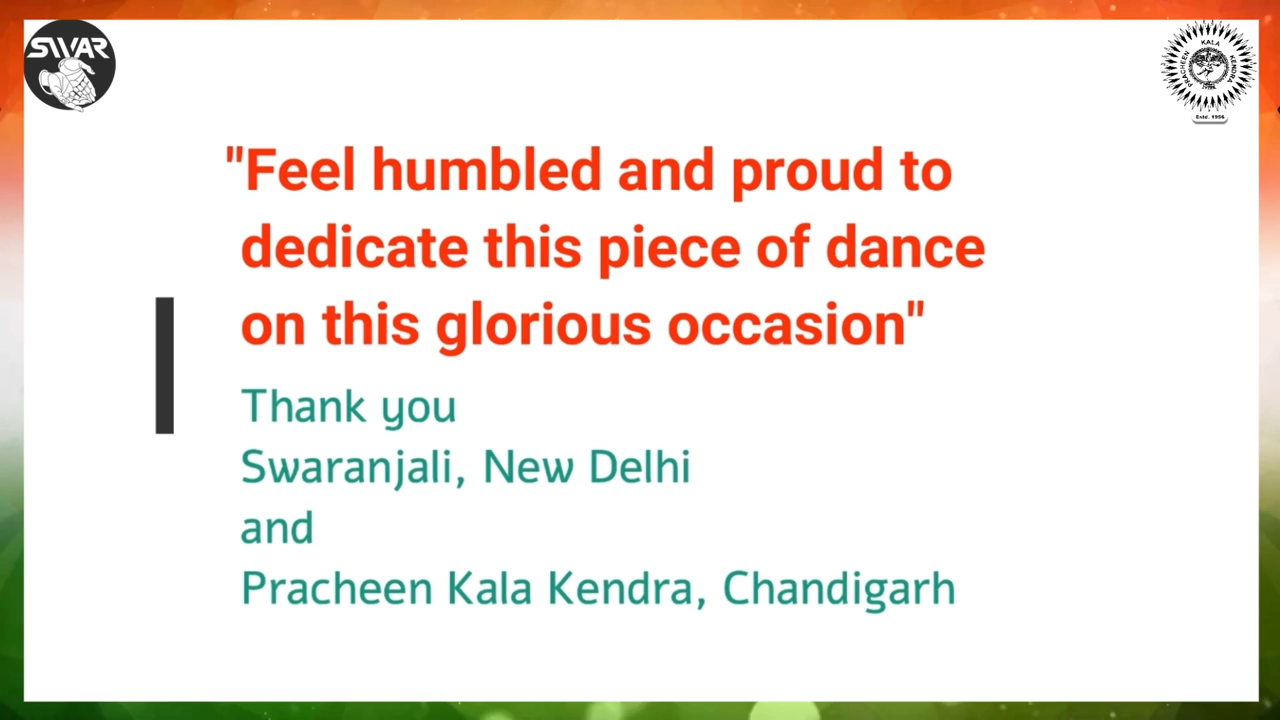 SWAR
PRACHEEN KALA KENDRA
Estd. 1956
"Feel humbled and proud to
dedicate this piece of dance
on this glorious occasion"
Thank you
Swaranjali, New Delhi
and
Pracheen Kala Kendra, Chandigarh